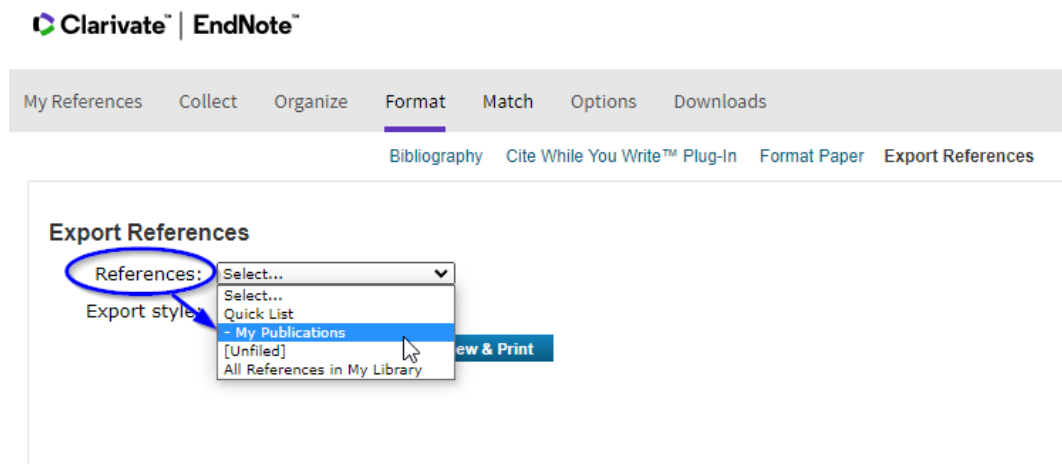 Clarivate™ | EndNote™
My References Collect Organize Format Match Options Downloads
Bibliography Cite While You Write™ Plug-In Format Paper Export References
Export References
References: Select...
Select...
Export style:
Quick List
- My Publications
[Unfiled]
ew & Print
All References in My Library